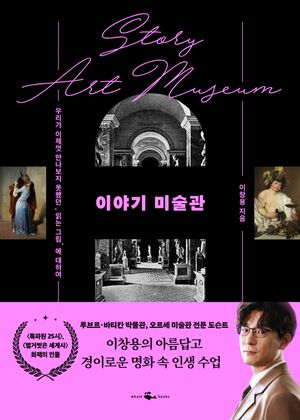 Story
Art Museum
우리가 이제껏 만나보지 못했던 '읽는 그림'에 대하여
이창용 지음
이야기 미술관
루브르·바티칸 박물관, 오르세 미술관 전문 도슨트
〈톡파원 25시〉,
〈벌거벗은 세계사〉
화제의 인물
이창용의 아름답고
경이로운 명화 속 인생 수업
whale books